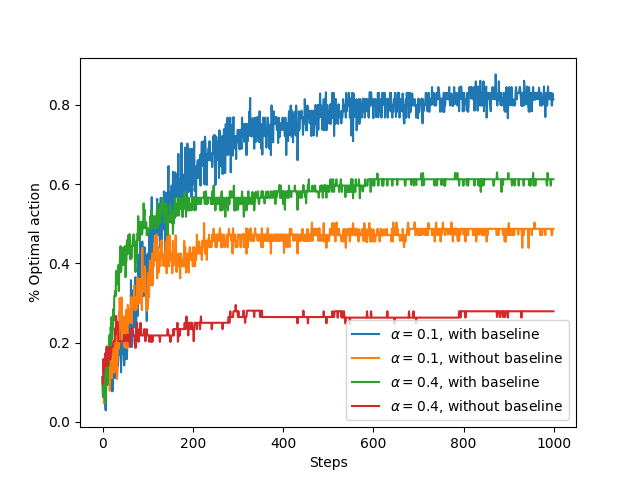 % Optimal action
0.8
0.6
0.4
0.2
0.0
0 200 400 600 800 1000
Steps
α = 0.1, with baseline
α = 0.1, without baseline
α = 0.4, with baseline
α = 0.4, without baseline